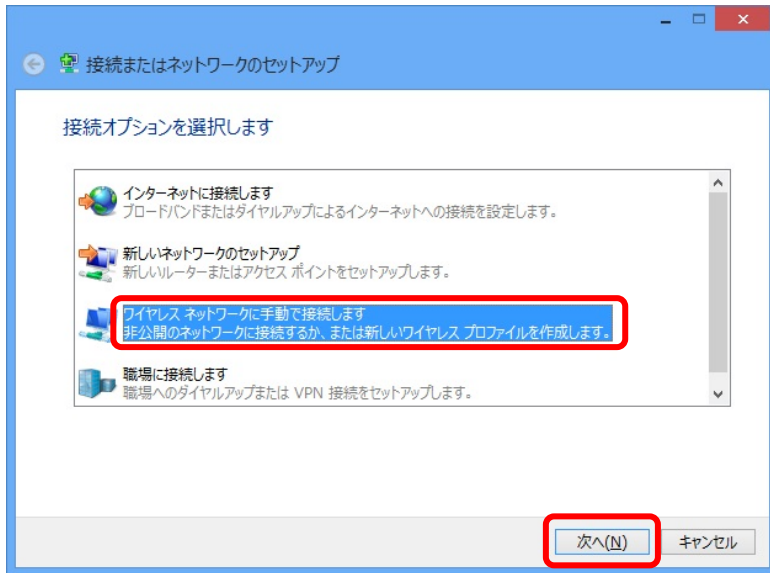 接続またはネットワークのセットアップ
接続オプションを選択します
インターネットに接続します
ブロードバンドまたはダイヤルアップによるインターネットへの接続を設定します。
新しいネットワークのセットアップ
新しいルーターまたはアクセス ポイントをセットアップします。
ワイヤレス ネットワークに手動で接続します
非公開のネットワークに接続するか、または新しいワイヤレス プロファイルを作成します。
職場に接続します
職場へのダイヤルアップまたは VPN 接続をセットアップします。
次へ(N) キャンセル